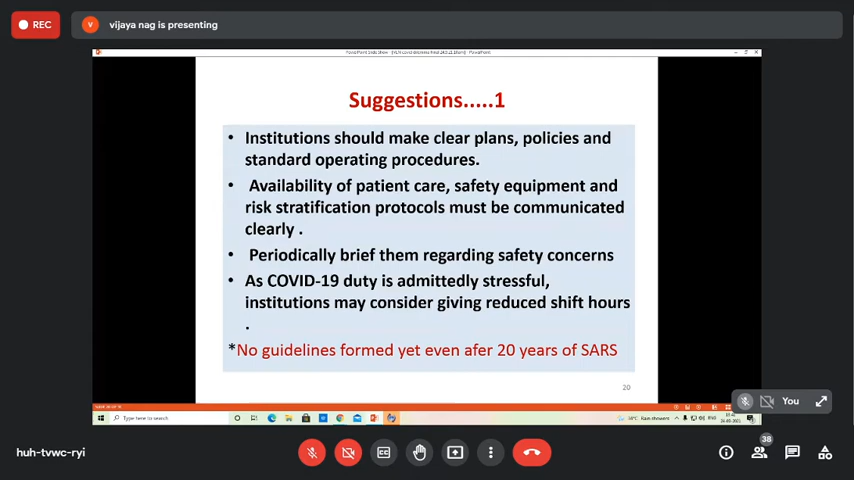 REC
V
vijaya nag is presenting
Suggestions.....1
• Institutions should make clear plans, policies and
standard operating procedures.
• Availability of patient care, safety equipment and
risk stratification protocols must be communicated
clearly .
• Periodically brief them regarding safety concerns
• As COVID-19 duty is admittedly stressful,
institutions may consider giving reduced shift hours
.
*No guidelines formed yet even afer 20 years of SARS
20
You
Type here to search
Rain showers
huh-tvwc-ryi
38